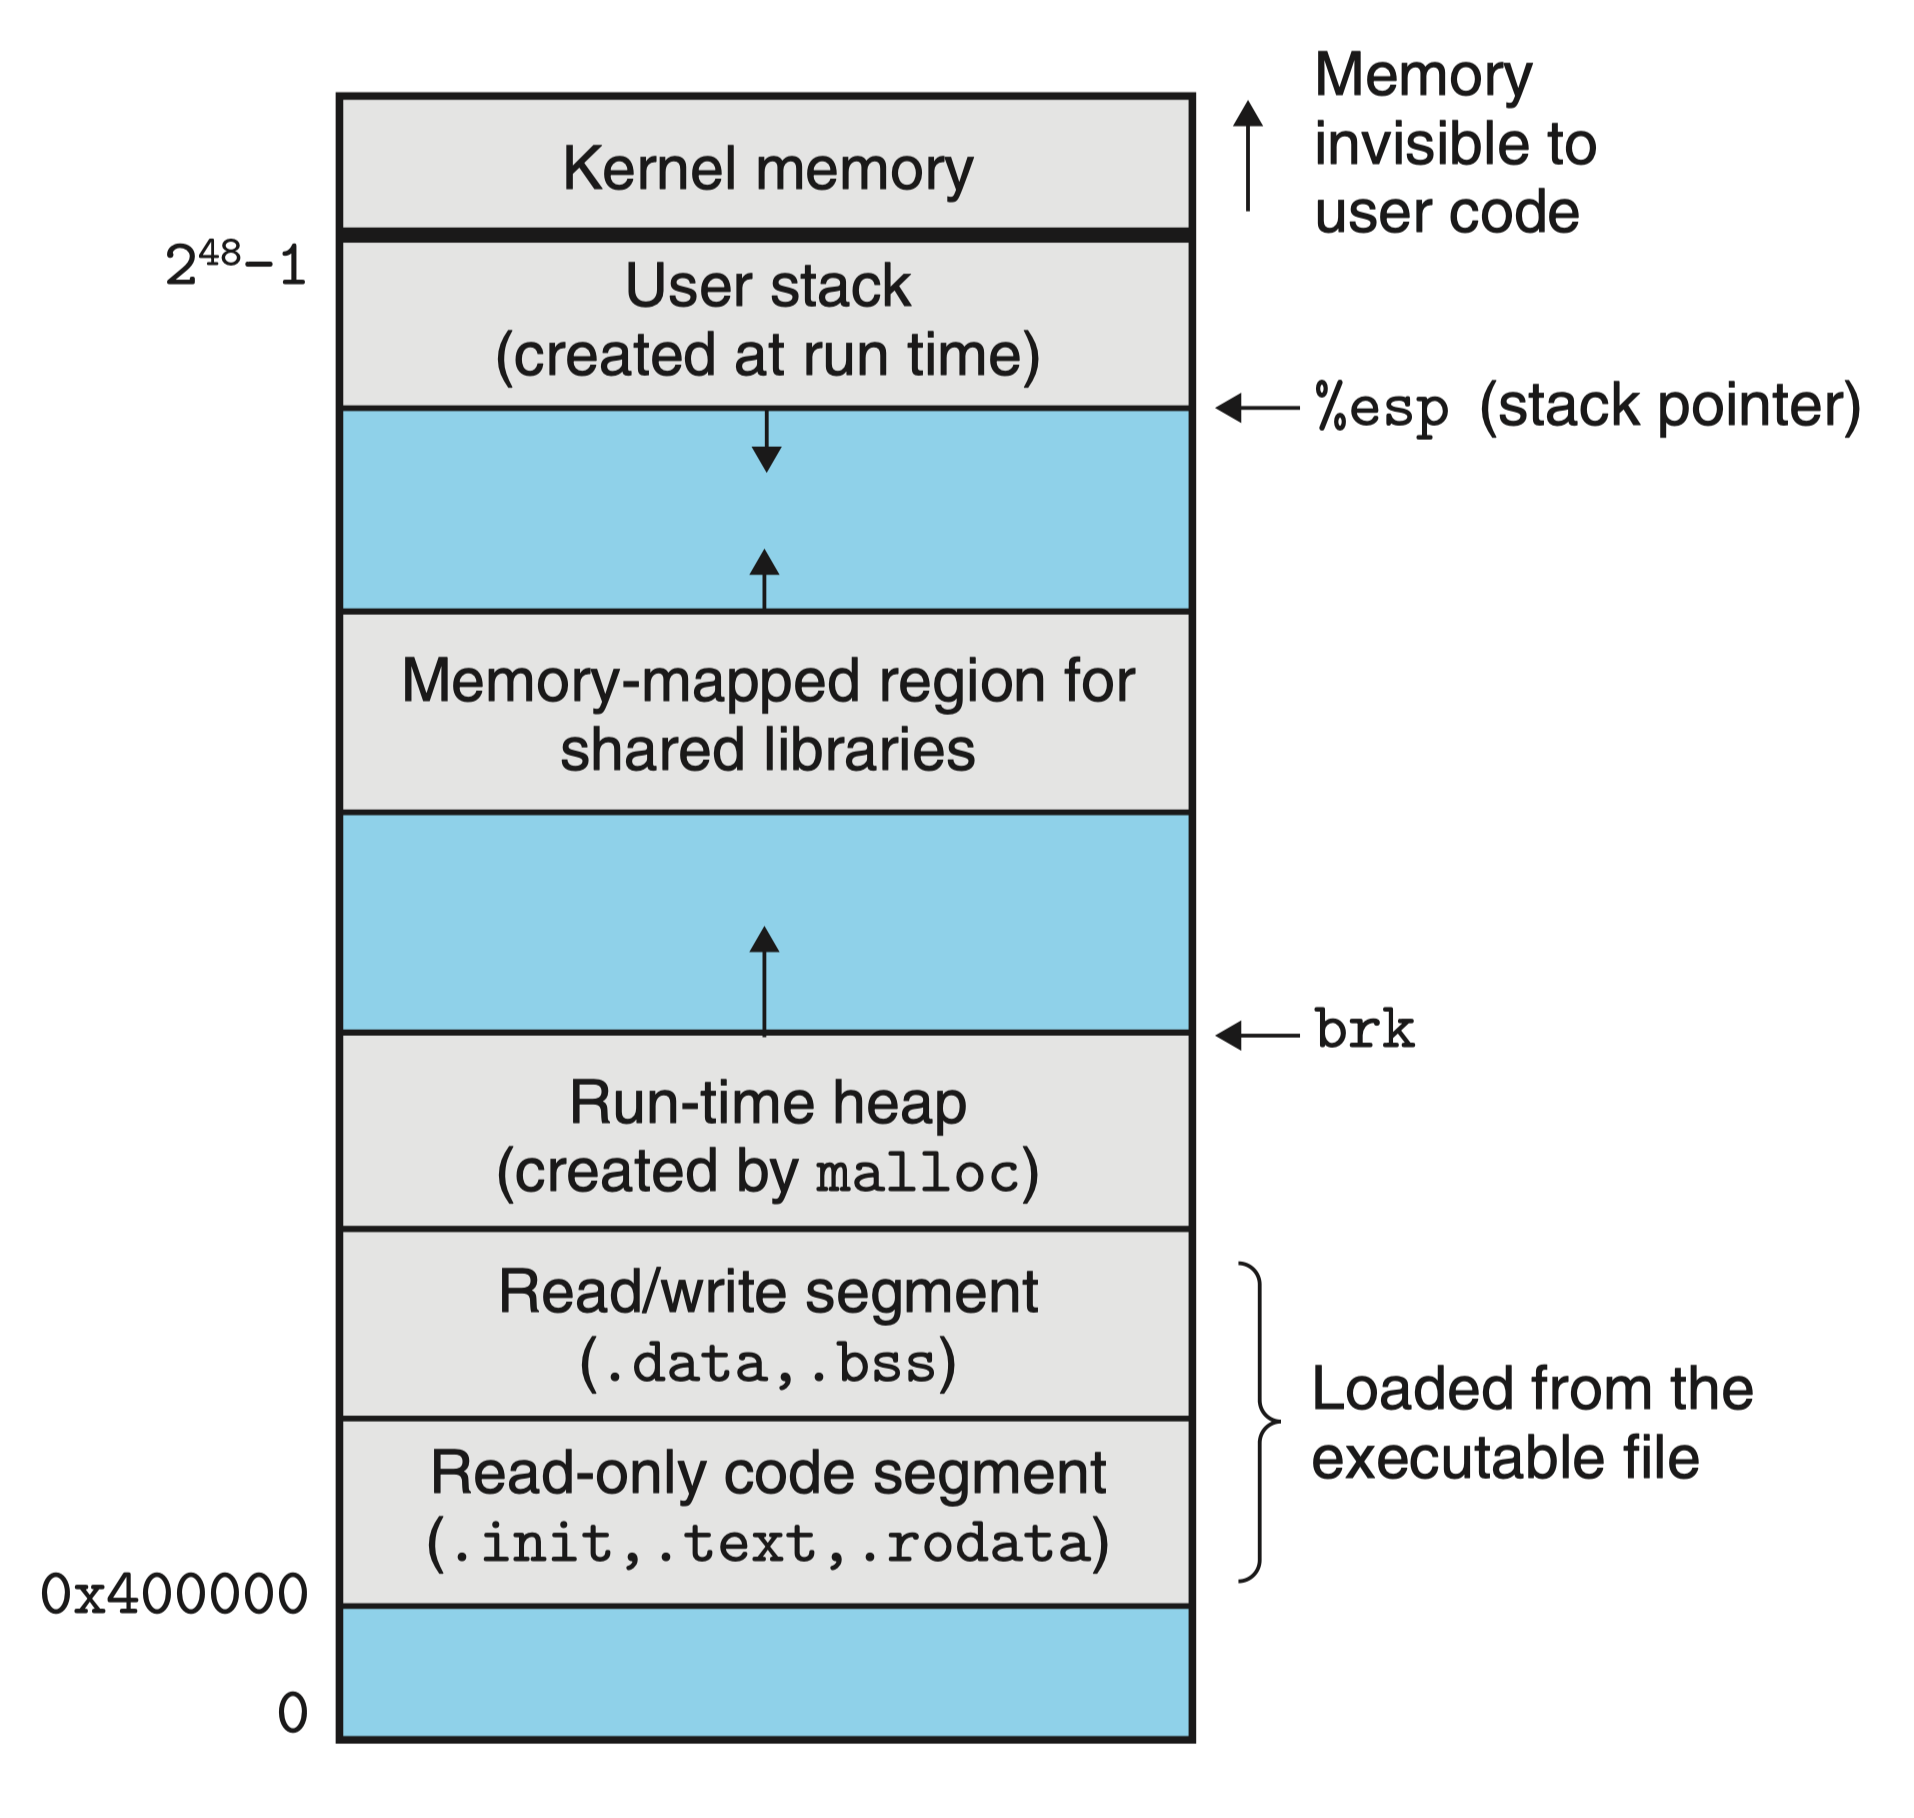 Memory
invisible to
user code
Kernel memory
2⁴⁸−1
User stack
(created at run time)
%esp (stack pointer)
Memory-mapped region for
shared libraries
brk
Run-time heap
(created by malloc)
Read/write segment
(.data,.bss)
Loaded from the
executable file
Read-only code segment
(.init,.text,.rodata)
0x400000
0